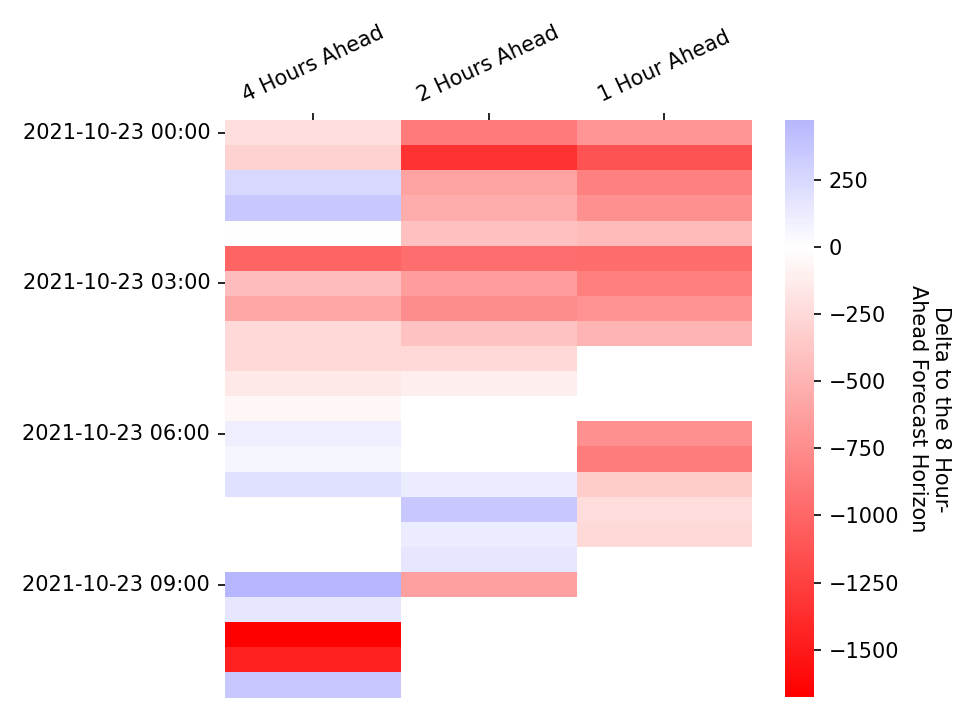 4 Hours Ahead
2 Hours Ahead
1 Hour Ahead
2021-10-23 00:00
2021-10-23 03:00
2021-10-23 06:00
2021-10-23 09:00
250
0
−250
−500
−750
−1000
−1250
−1500
Delta to the 8 Hour-
Ahead Forecast Horizon